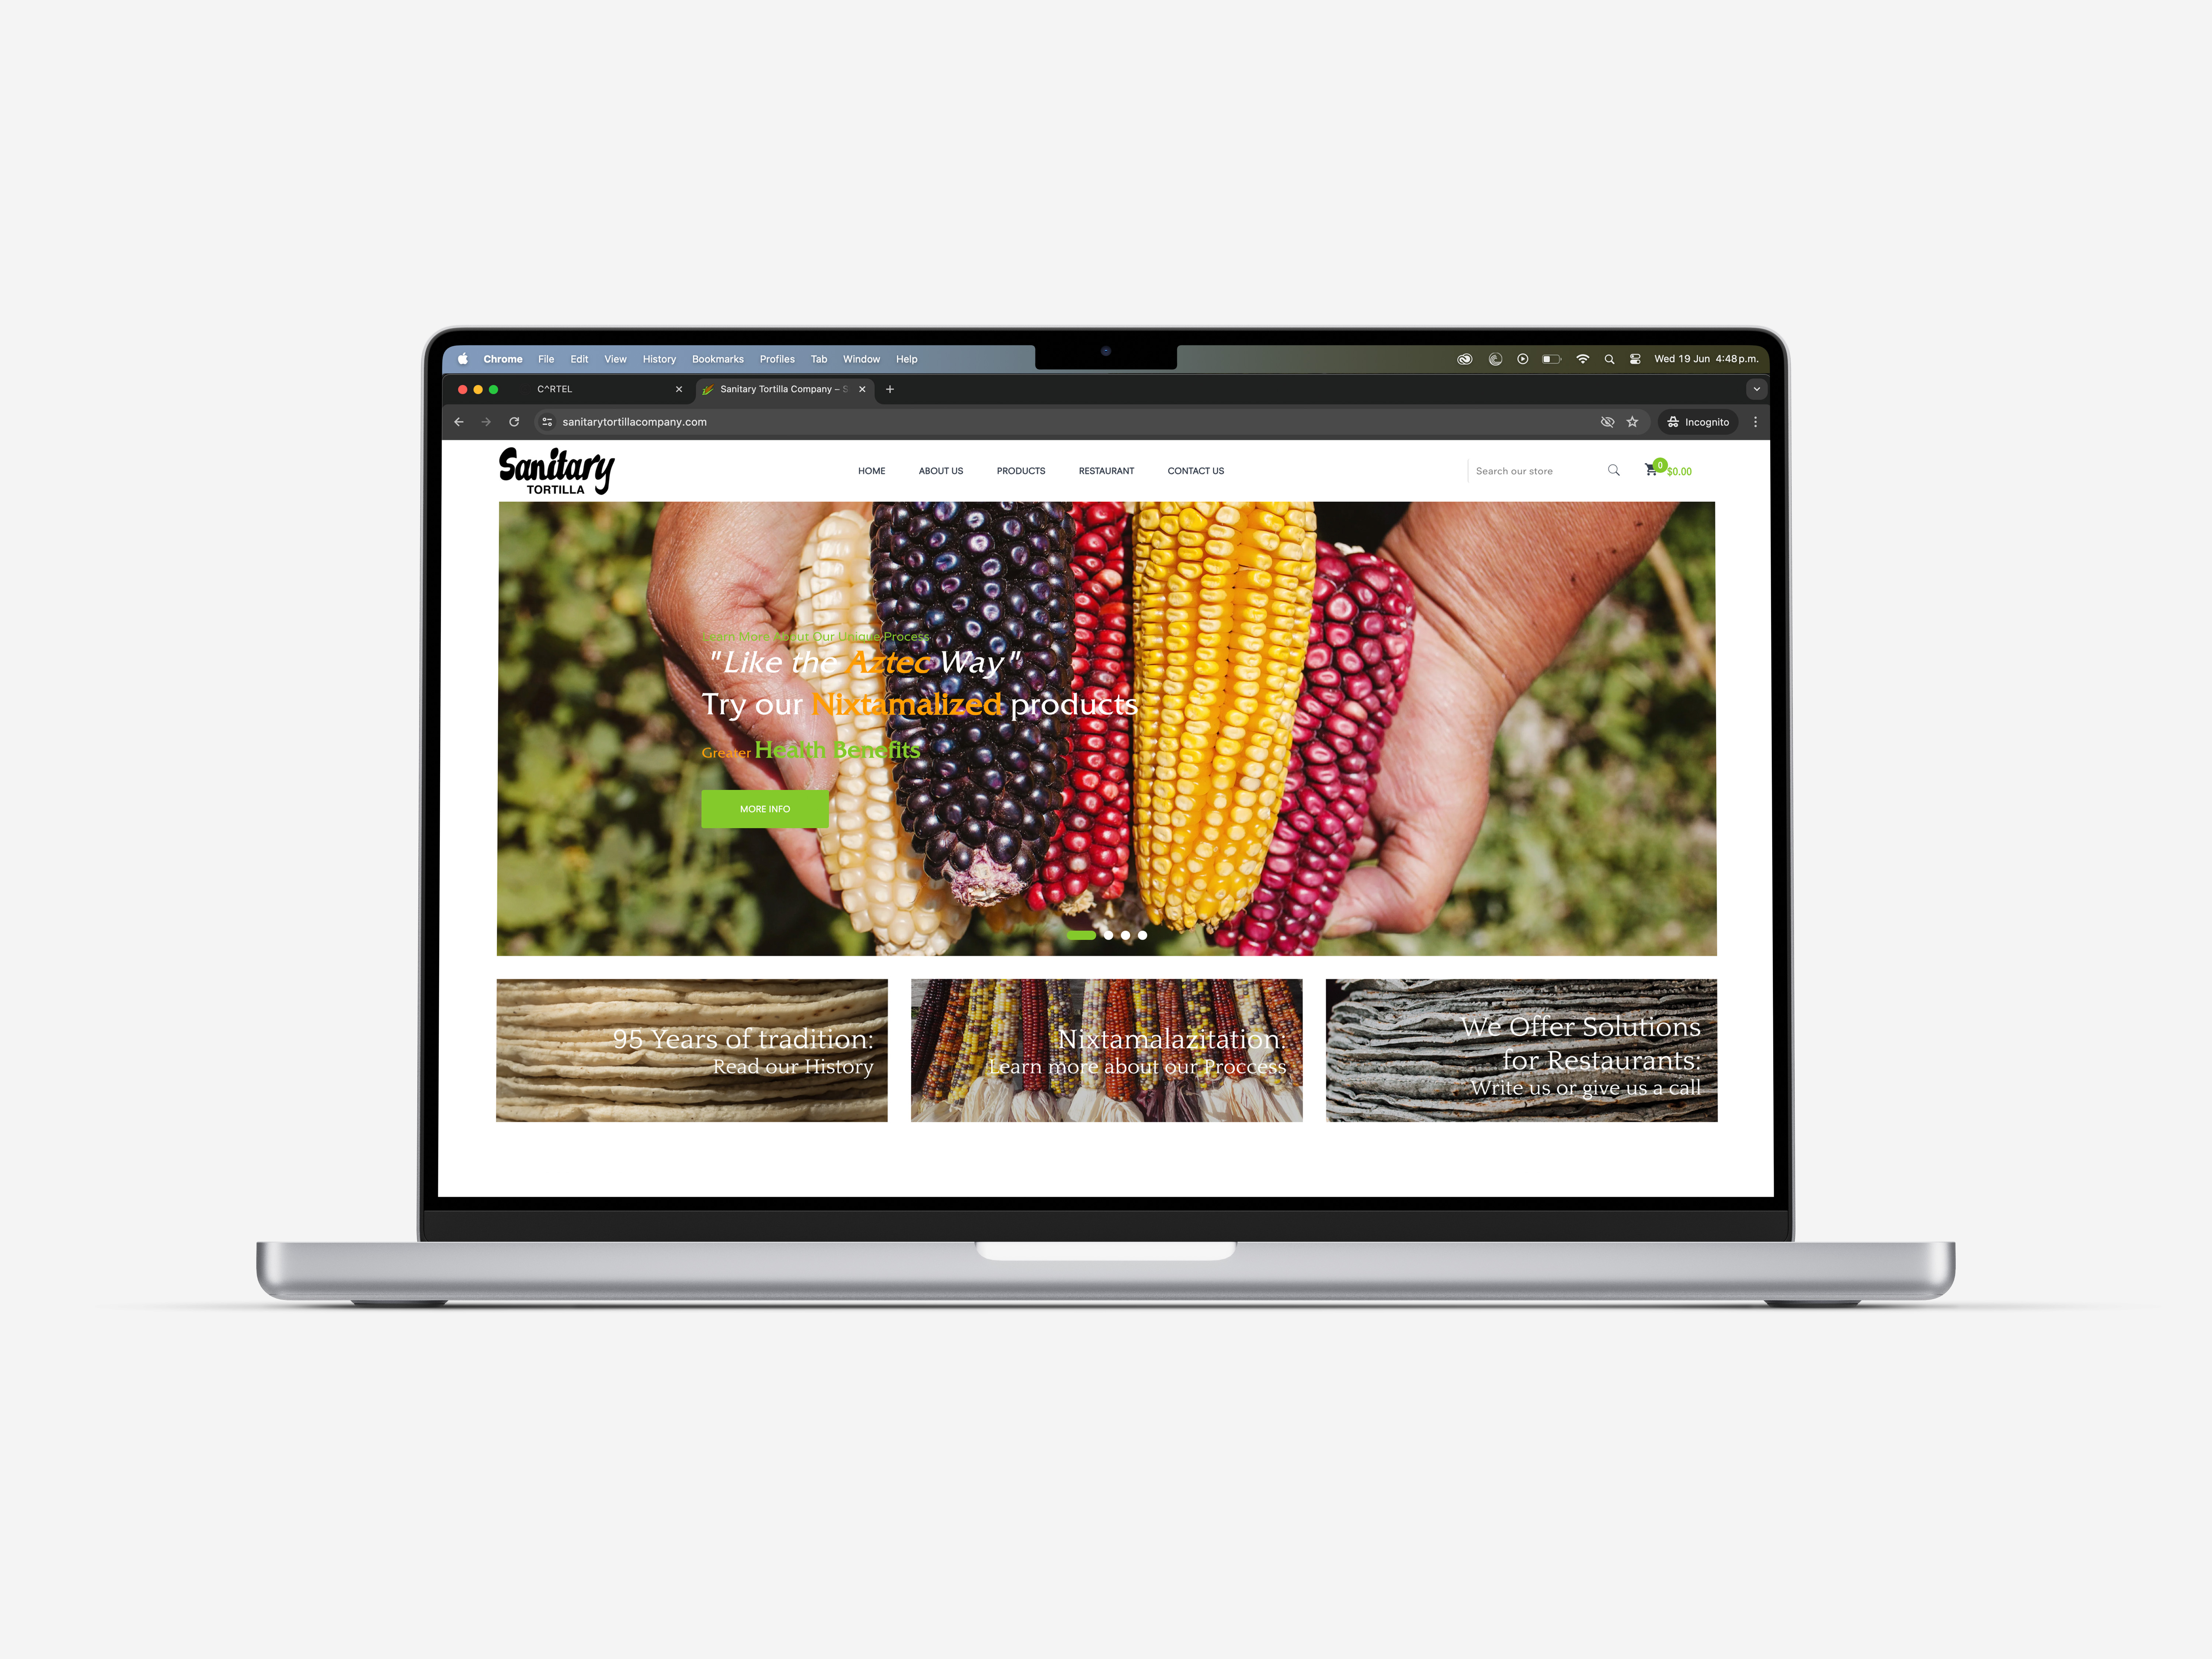 Chrome File Edit View History Bookmarks Profiles Tab Window Help Wed 19 Jun 4:48 p.m.
C^RTEL Sanitary Tortilla Company – S
sanitarytortillacompany.com Incognito
Sanitary
TORTILLA
HOME ABOUT US PRODUCTS RESTAURANT CONTACT US Search our store 0 $0.00
Learn More About Our Unique Process
"Like the Aztec Way"
Try our Nixtamalized products
Greater Health Benefits
MORE INFO
95 Years of tradition:
Read our History
Nixtamalazitation:
Learn more about our Proccess
We Offer Solutions
for Restaurants:
Write us or give us a call